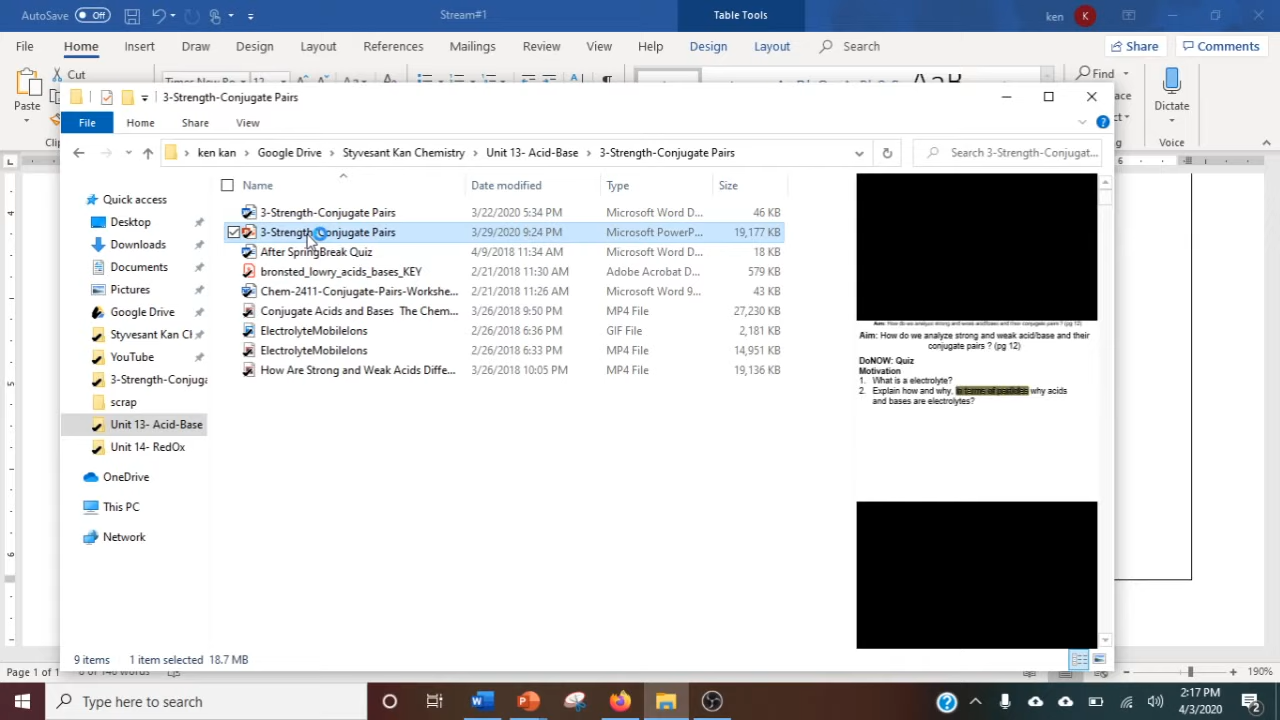 AutoSave Off Stream#1 Table Tools ken K
File Home Insert Draw Design Layout References Mailings Review View Help Design Layout Search Share Comments
Paste Cut Find Dictate
3-Strength-Conjugate Pairs
File Home Share View
ken kan > Google Drive > Styvesant Kan Chemistry > Unit 13- Acid-Base > 3-Strength-Conjugate Pairs Search 3-Strength-Conjugat...
Name Date modified Type Size
3-Strength-Conjugate Pairs 3/22/2020 5:34 PM Microsoft Word D... 46 KB
3-Strength-Conjugate Pairs 3/29/2020 9:24 PM Microsoft PowerP... 19,177 KB
After SpringBreak Quiz 4/9/2018 11:34 AM Microsoft Word D... 18 KB
bronsted_lowry_acids_bases_KEY 2/21/2018 11:30 AM Adobe Acrobat D... 579 KB
Chem-2411-Conjugate-Pairs-Workshe... 2/21/2018 11:26 AM Microsoft Word 9... 43 KB
Conjugate Acids and Bases The Chem... 3/26/2018 9:50 PM MP4 File 27,230 KB
ElectrolyteMobileIons 2/26/2018 6:36 PM GIF File 2,181 KB
ElectrolyteMobileIons 2/26/2018 6:33 PM MP4 File 14,951 KB
How Are Strong and Weak Acids Diffe... 3/26/2018 10:05 PM MP4 File 19,136 KB
Quick access
Desktop
Downloads
Documents
Pictures
Google Drive
Styvesant Kan Cl
YouTube
3-Strength-Conjuga
scrap
Unit 13- Acid-Base
Unit 14- RedOx
OneDrive
This PC
Network
Aim: How do we analyze strong and weak acid/base and their
conjugate pairs ? (pg 12)
DoNOW: Quiz
Motivation
1. What is a electrolyte?
2. Explain how and why, in terms of particles why acids
and bases are electrolytes?
9 items 1 item selected 18.7 MB
Page 1 of 1 190%
Type here to search
2:17 PM
4/3/2020
2